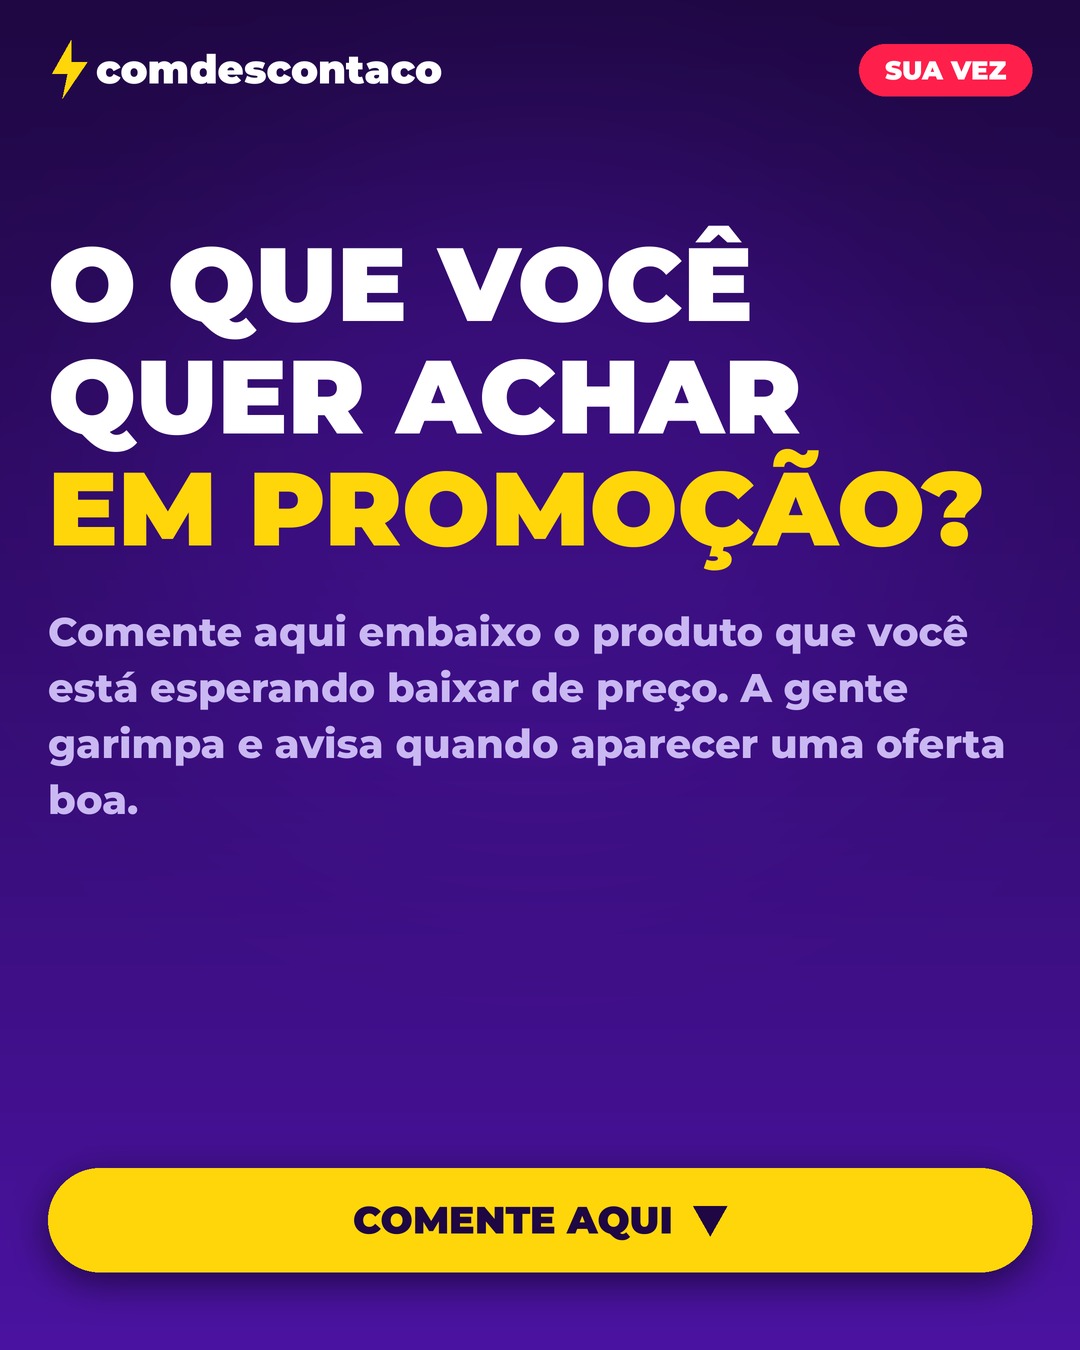 comdescontaco
SUA VEZ
O QUE VOCÊ
QUER ACHAR
EM PROMOÇÃO?
Comente aqui embaixo o produto que você
está esperando baixar de preço. A gente
garimpa e avisa quando aparecer uma oferta
boa.
COMENTE AQUI ▼